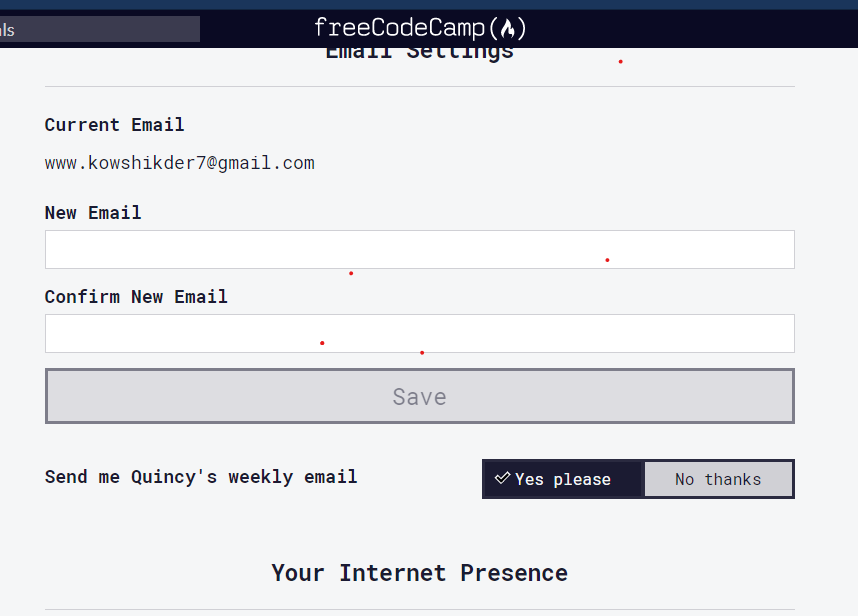 ls
freeCodeCamp
Email Settings
Current Email
www.kowshikder7@gmail.com
New Email
Confirm New Email
Save
Send me Quincy's weekly email
Yes please
No thanks
Your Internet Presence